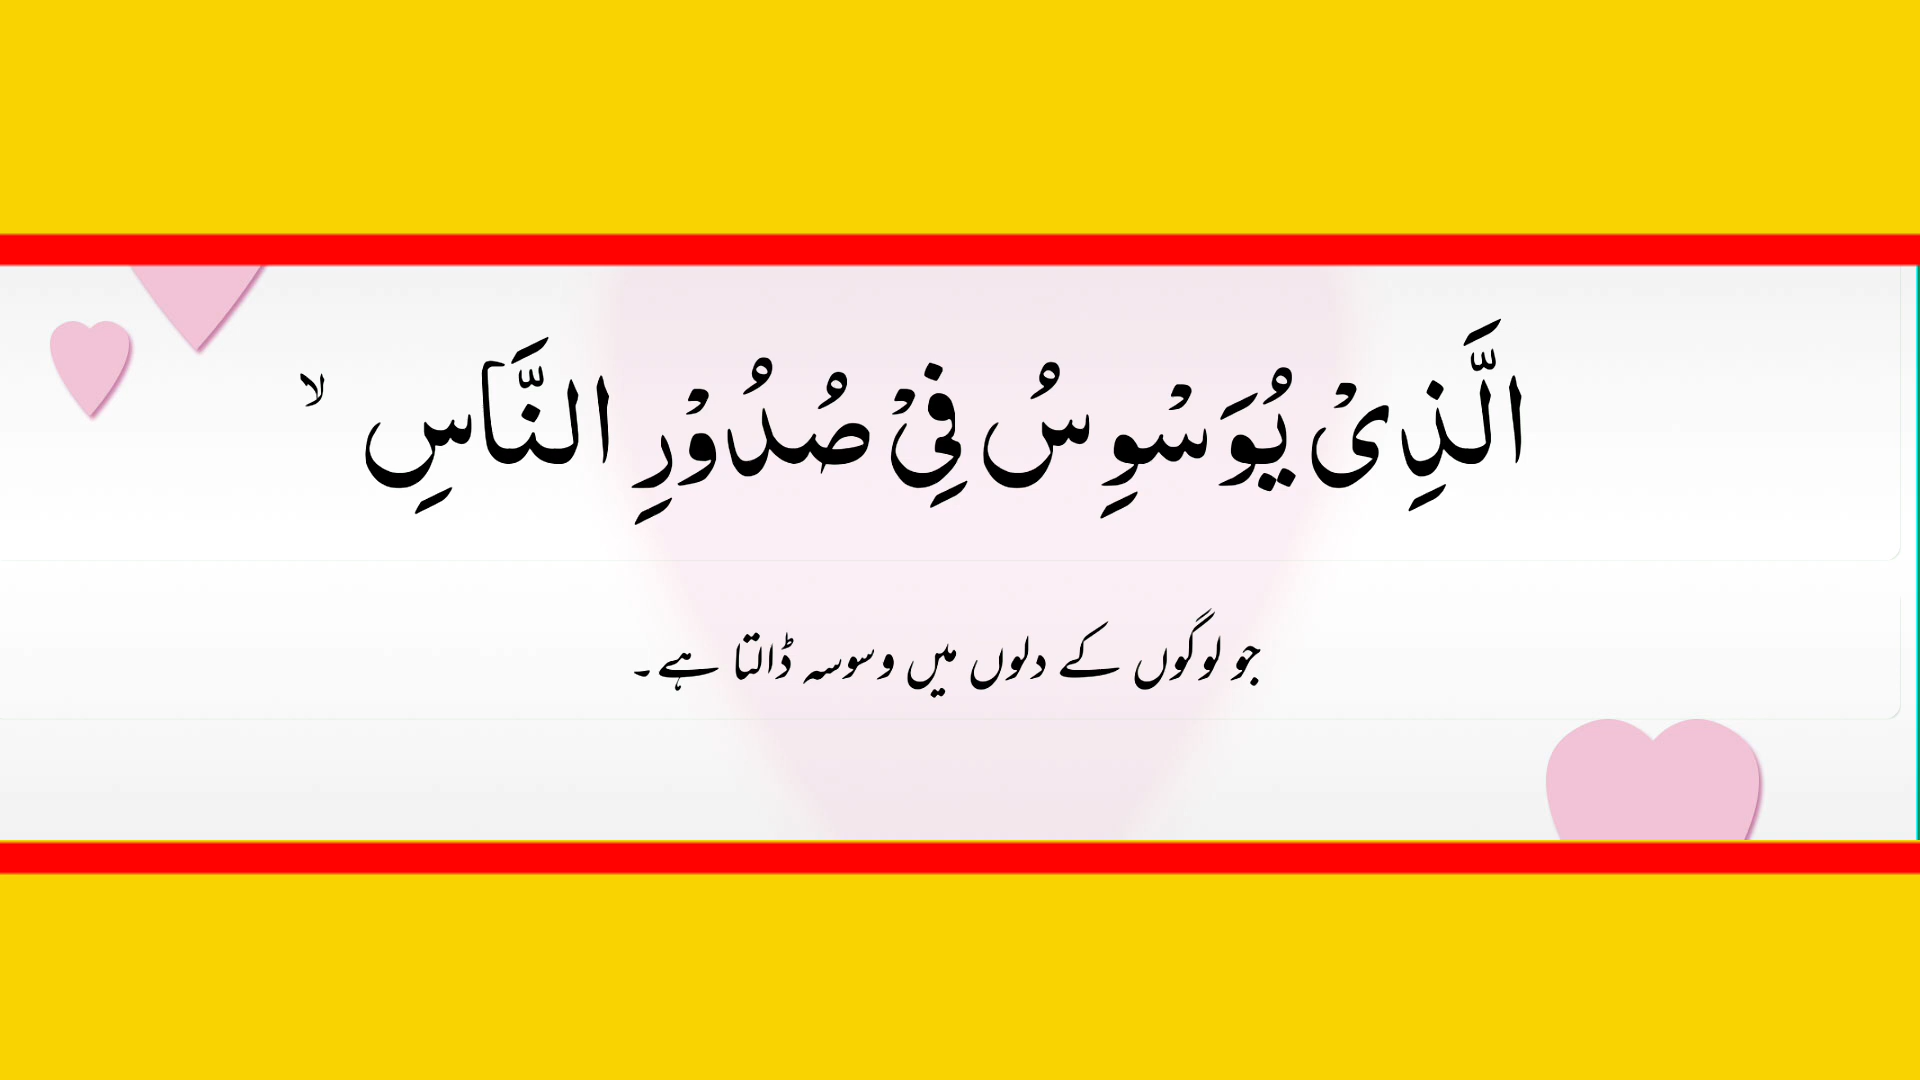 الَّذِیْ یُوَسْوِسُ فِیْ صُدُوْرِ النَّاسِ ۙ
جو لوگوں کے دلوں میں وسوسہ ڈالتا ہے۔